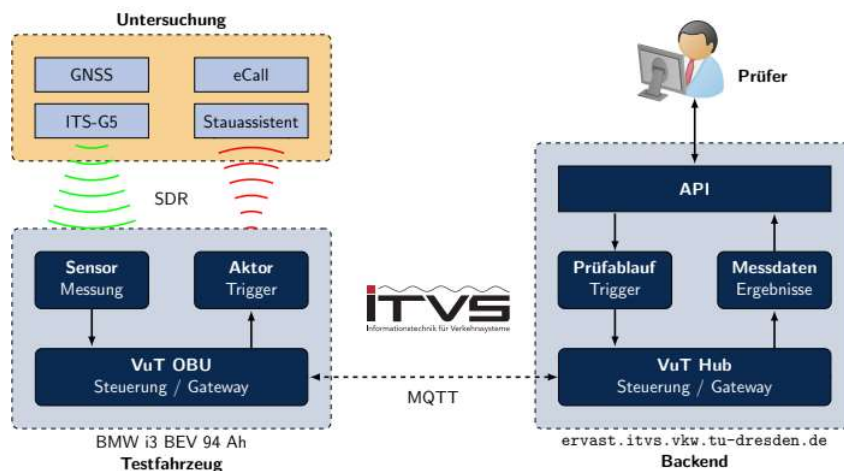 Untersuchung
GNSS
eCall
ITS-G5
Stauassistent
SDR
Sensor
Messung
Aktor
Trigger
VuT OBU
Steuerung / Gateway
BMW i3 BEV 94 Ah
Testfahrzeug
ITVS
Informationstechnik für Verkehrssysteme
MQTT
Prüfer
API
Prüfablauf
Trigger
Messdaten
Ergebnisse
VuT Hub
Steuerung / Gateway
ervast.itvs.vkw.tu-dresden.de
Backend